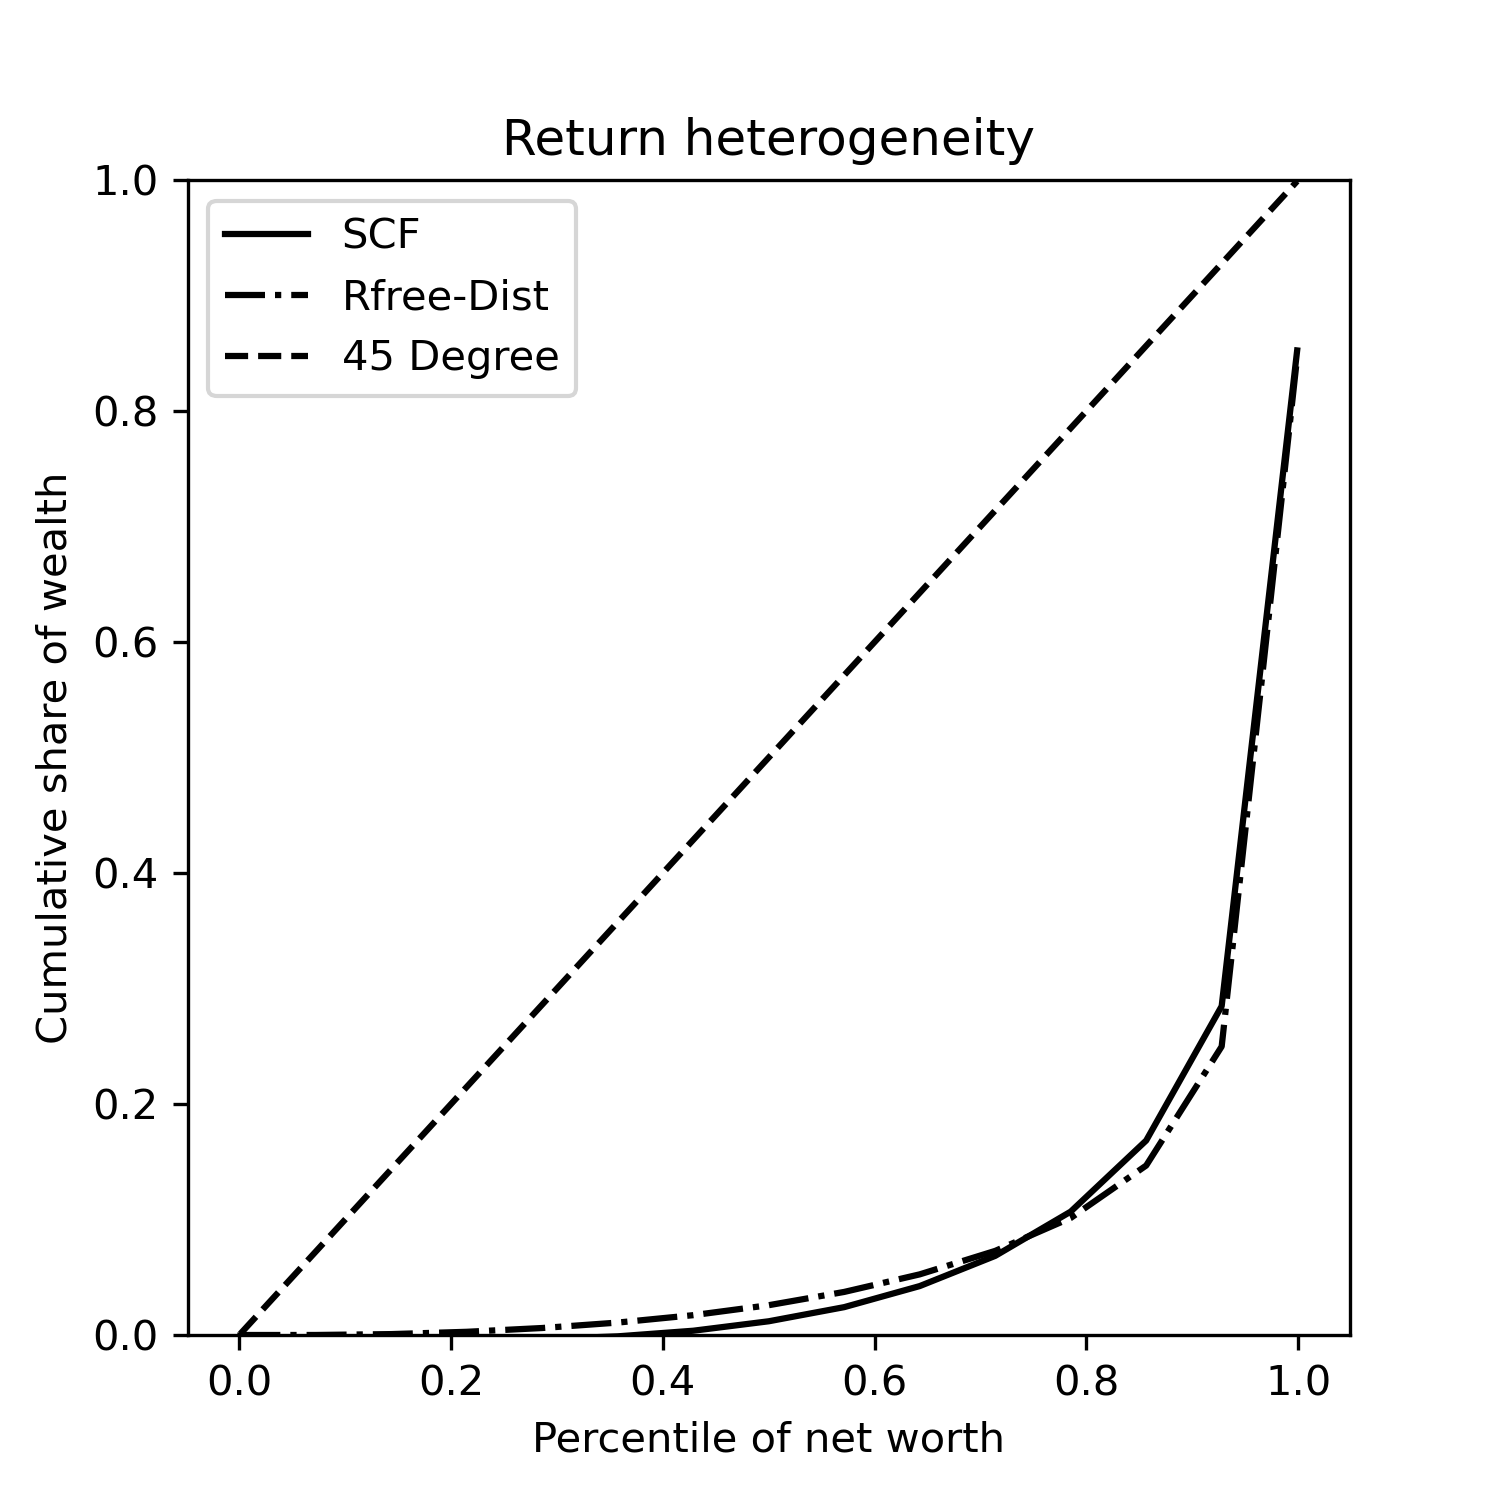 Return heterogeneity
1.0
0.8
0.6
0.4
0.2
0.0
SCF
Rfree-Dist
45 Degree
Cumulative share of wealth
0.0 0.2 0.4 0.6 0.8 1.0
Percentile of net worth